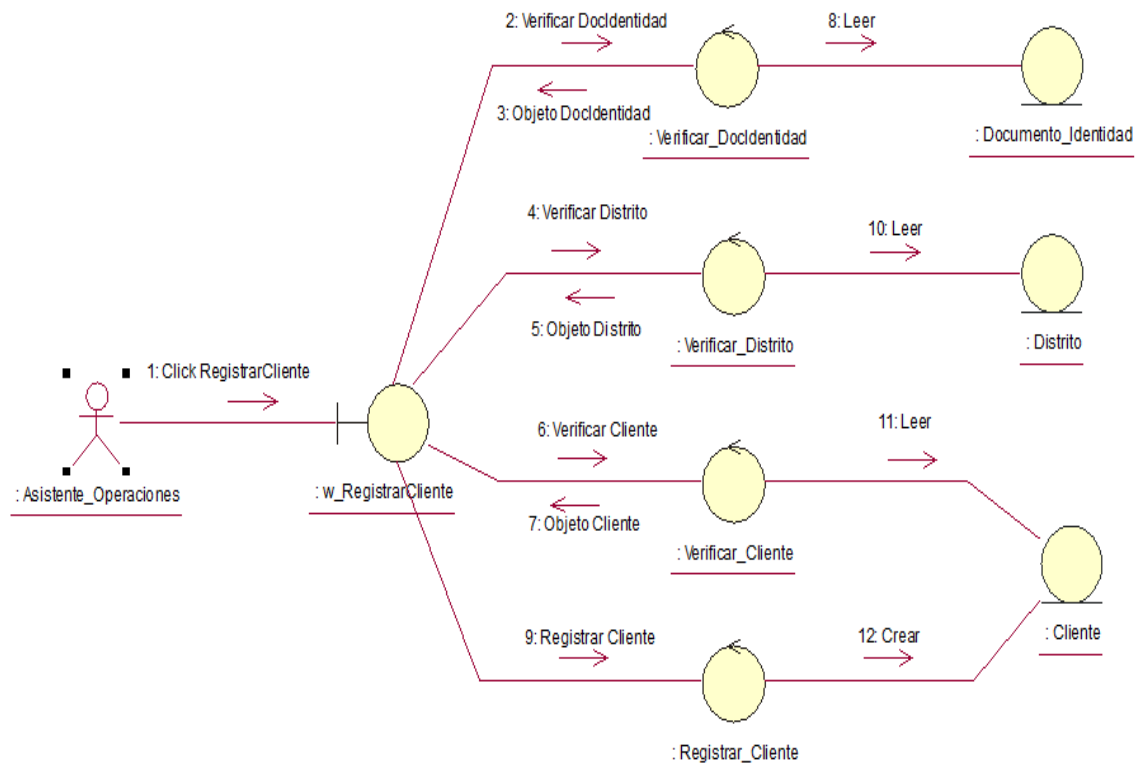 2: Verificar DocIdentidad
8: Leer
3: Objeto DocIdentidad
: Verificar_DocIdentidad
: Documento_Identidad
4: Verificar Distrito
10: Leer
5: Objeto Distrito
: Verificar_Distrito
: Distrito
1: Click RegistrarCliente
: Asistente_Operaciones
: w_RegistrarCliente
6: Verificar Cliente
11: Leer
7: Objeto Cliente
: Verificar_Cliente
9: Registrar Cliente
12: Crear
: Cliente
: Registrar_Cliente